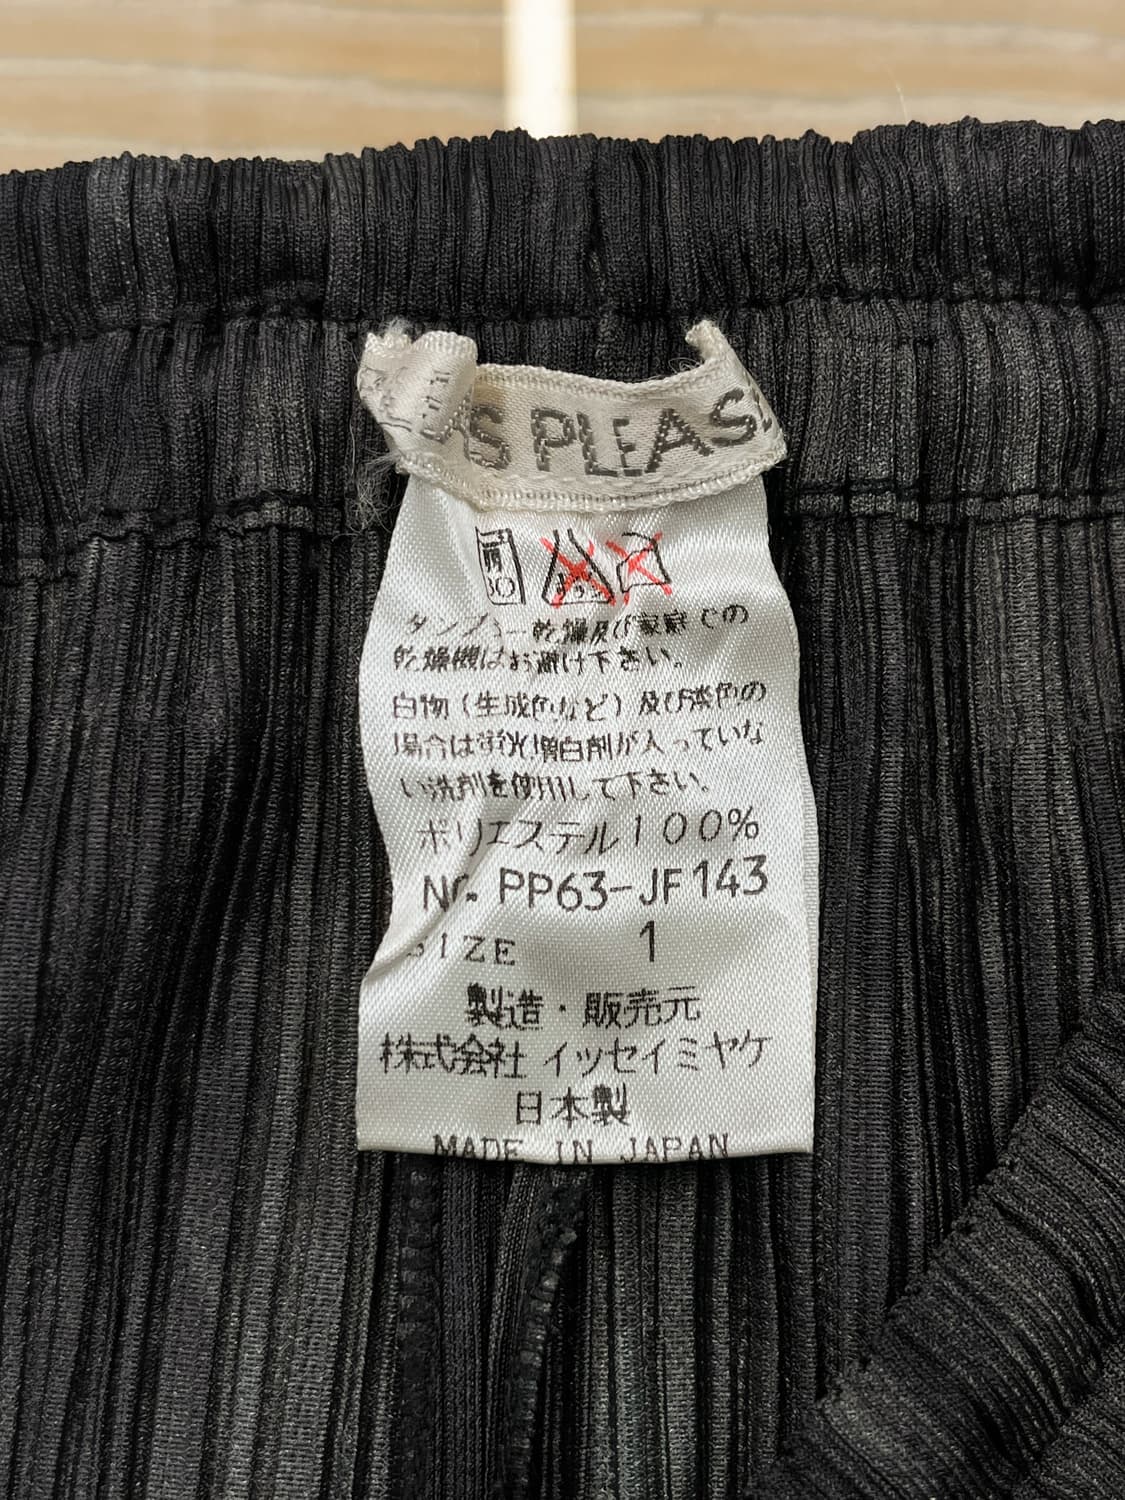 S PLEAS
タンブラー乾燥及び家庭での
乾燥機はお避け下さい。
白物(生成色など)及び淡色の
場合は蛍光増白剤が入っていな
い洗剤を使用して下さい。
ポリエステル100%
NO. PP63-JF143
SIZE 1
製造・販売元
株式会社 イッセイミヤケ
日本製
MADE IN JAPAN